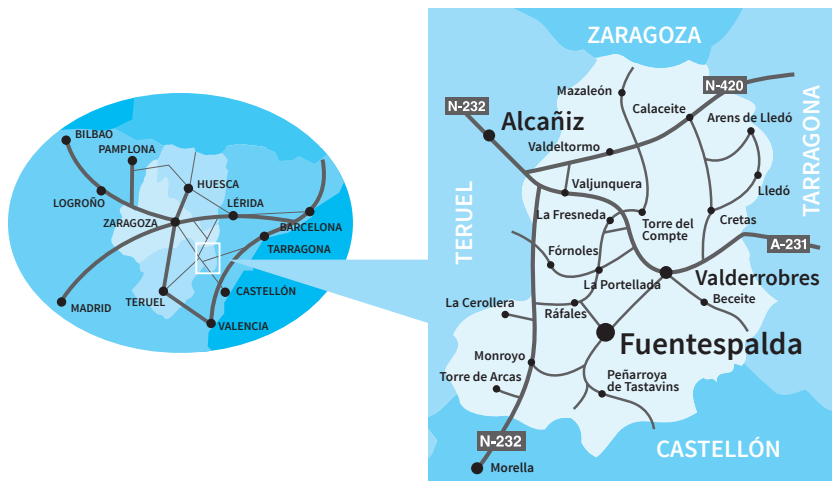 BILBAO
PAMPLONA
HUESCA
LOGROÑO
LÉRIDA
ZARAGOZA
BARCELONA
TARRAGONA
CASTELLÓN
MADRID
TERUEL
VALENCIA
ZARAGOZA
N-420
Mazaleón
N-232
Calaceite
Alcañiz
Arens de Lledó
Valdeltormo
TARRAGONA
Valjunquera
Lledó
TERUEL
La Fresneda
Torre del
Compte
Cretas
A-231
Fórnoles
La Portellada
Valderrobres
Beceite
La Cerollera
Ráfales
Fuentespalda
Monroyo
Torre de Arcas
Peñarroya
de Tastavins
N-232
CASTELLÓN
Morella